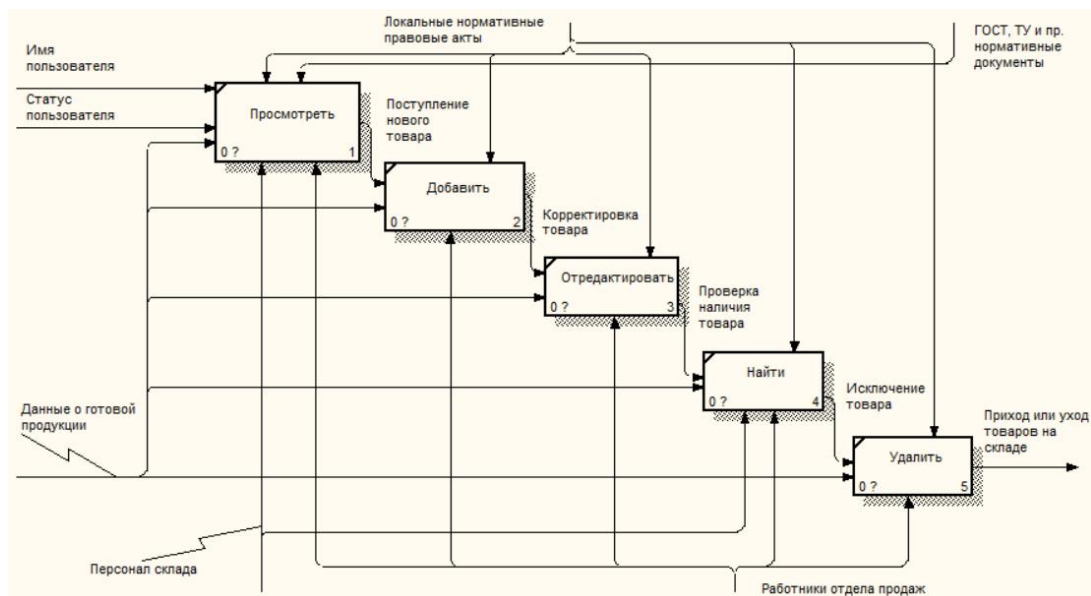 Локальные нормативные
правовые акты
ГОСТ, ТУ и пр.
нормативные
документы
Имя
пользователя
Статус
пользователя
Просмотреть
0 ?
1
Поступление
нового
товара
Добавить
0 ?
2
Корректировка
товара
Отредактировать
0 ?
3
Проверка
наличия
товара
Найти
0 ?
4
Исключение
товара
Данные о готовой
продукции
Приход или уход
товаров на
складе
Удалить
0 ?
5
Персонал склада
Работники отдела продаж